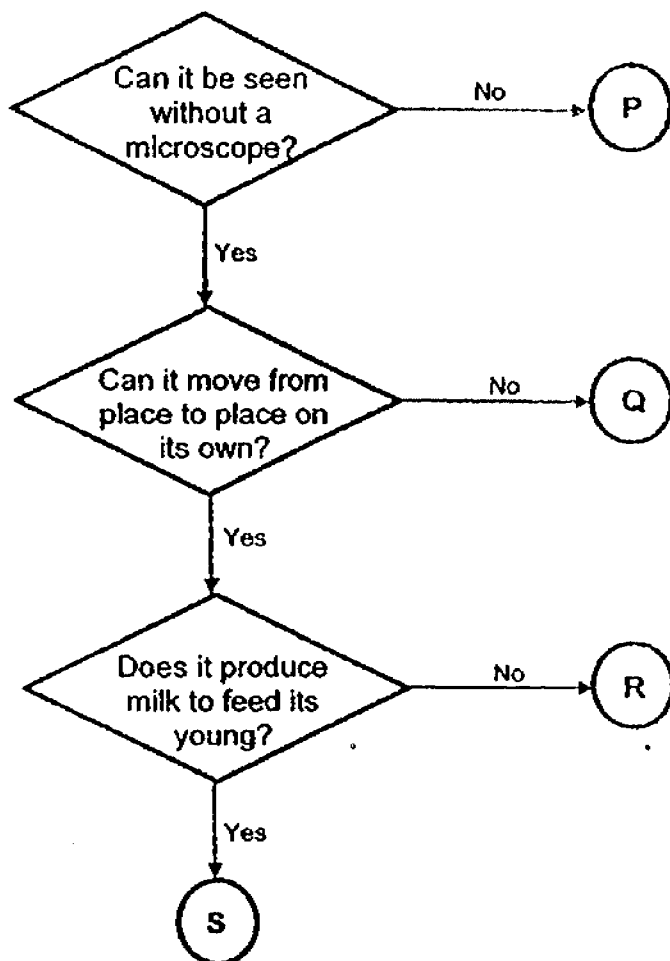 Can it be seen
without a
microscope?
No
P
Yes
Can it move from
place to place on
its own?
No
Q
Yes
Does it produce
milk to feed its
young?
No
R
Yes
S